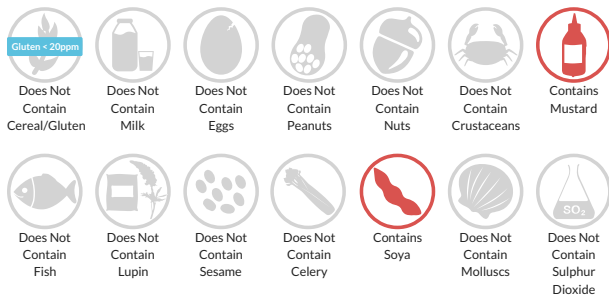 Gluten < 20ppm
Does Not
Contain
Cereal/Gluten
Does Not
Contain
Milk
Does Not
Contain
Eggs
Does Not
Contain
Peanuts
Does Not
Contain
Nuts
Does Not
Contain
Crustaceans
Contains
Mustard
Does Not
Contain
Fish
Does Not
Contain
Lupin
Does Not
Contain
Sesame
Does Not
Contain
Celery
Contains
Soya
Does Not
Contain
Molluscs
SO₂
Does Not
Contain
Sulphur
Dioxide